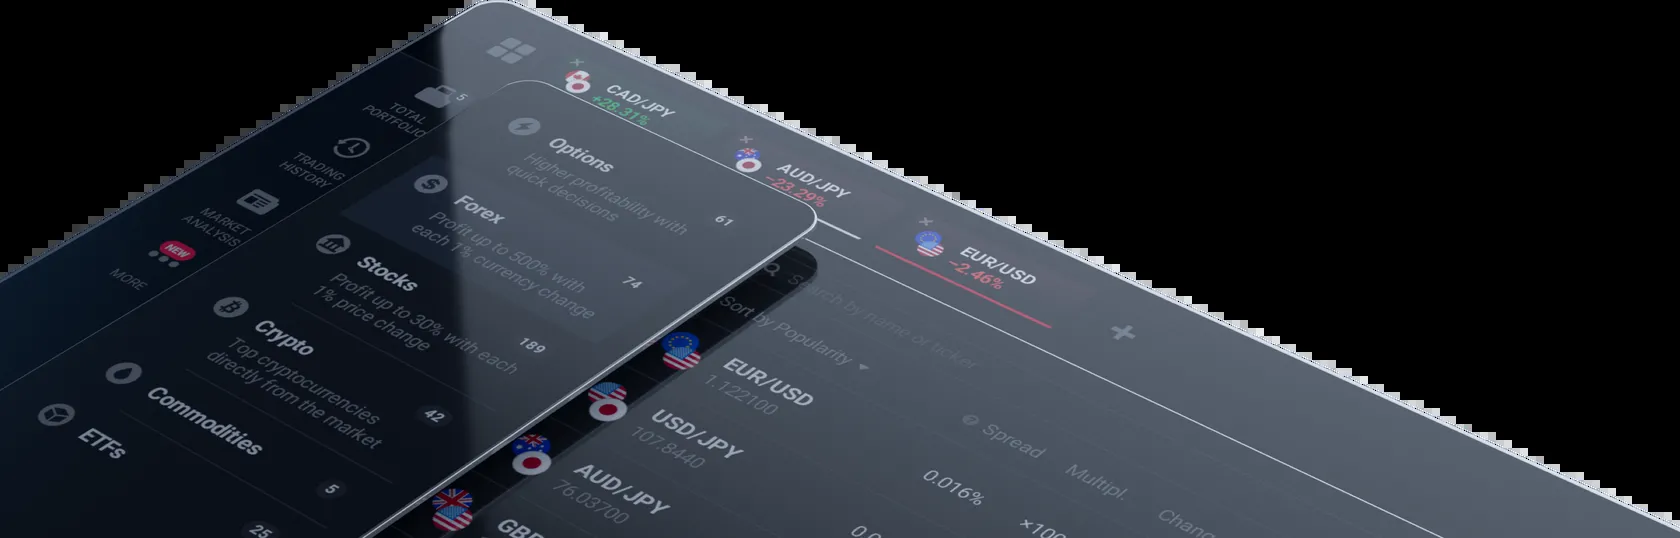 CAD/JPY
+28.31%
AUD/JPY
-23.29%
EUR/USD
-2.46%
5
TOTAL
PORTFOLIO
TRADING
HISTORY
MARKET
ANALYSIS
NEW
MORE
Options
Higher profitability with
quick decisions
61
Forex
Profit up to 500% with
each 1% currency change
74
Stocks
Profit up to 30% with each
1% price change
189
Crypto
Top cryptocurrencies
directly from the market
42
Commodities
5
ETFs
25
Search by name or ticker
Sort by Popularity
Spread
Multipl.
EUR/USD
1.122100
0.016%
×100
USD/JPY
107.8440
AUD/JPY
76.03700